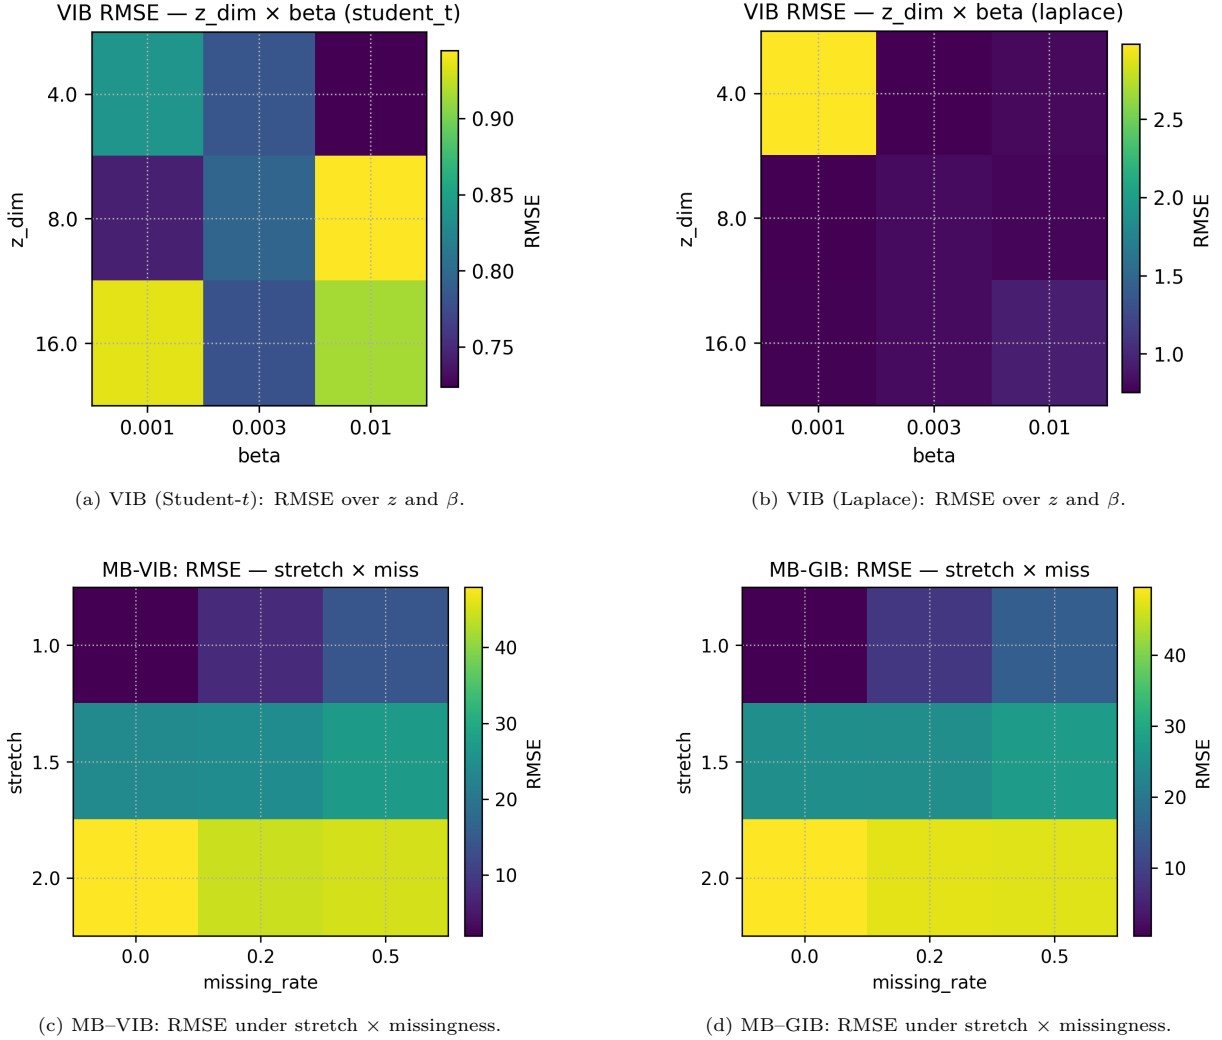 VIB RMSE — z_dim × beta (student_t)
4.0
8.0
16.0
z_dim
0.001
0.003
0.01
beta
0.90
0.85
0.80
0.75
RMSE
(a) VIB (Student-t): RMSE over z and β.
VIB RMSE — z_dim × beta (laplace)
4.0
8.0
16.0
z_dim
0.001
0.003
0.01
beta
2.5
2.0
1.5
1.0
RMSE
(b) VIB (Laplace): RMSE over z and β.
MB-VIB: RMSE — stretch × miss
1.0
1.5
2.0
stretch
0.0
0.2
0.5
missing_rate
40
30
20
10
RMSE
(c) MB–VIB: RMSE under stretch × missingness.
MB-GIB: RMSE — stretch × miss
1.0
1.5
2.0
stretch
0.0
0.2
0.5
missing_rate
40
30
20
10
RMSE
(d) MB–GIB: RMSE under stretch × missingness.